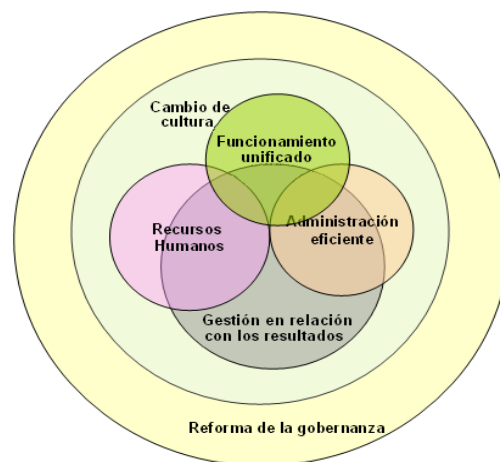 Cambio de
cultura
Funcionamiento
unificado
Recursos
Humanos
Administración
eficiente
Gestión en relación
con los resultados
Reforma de la gobernanza